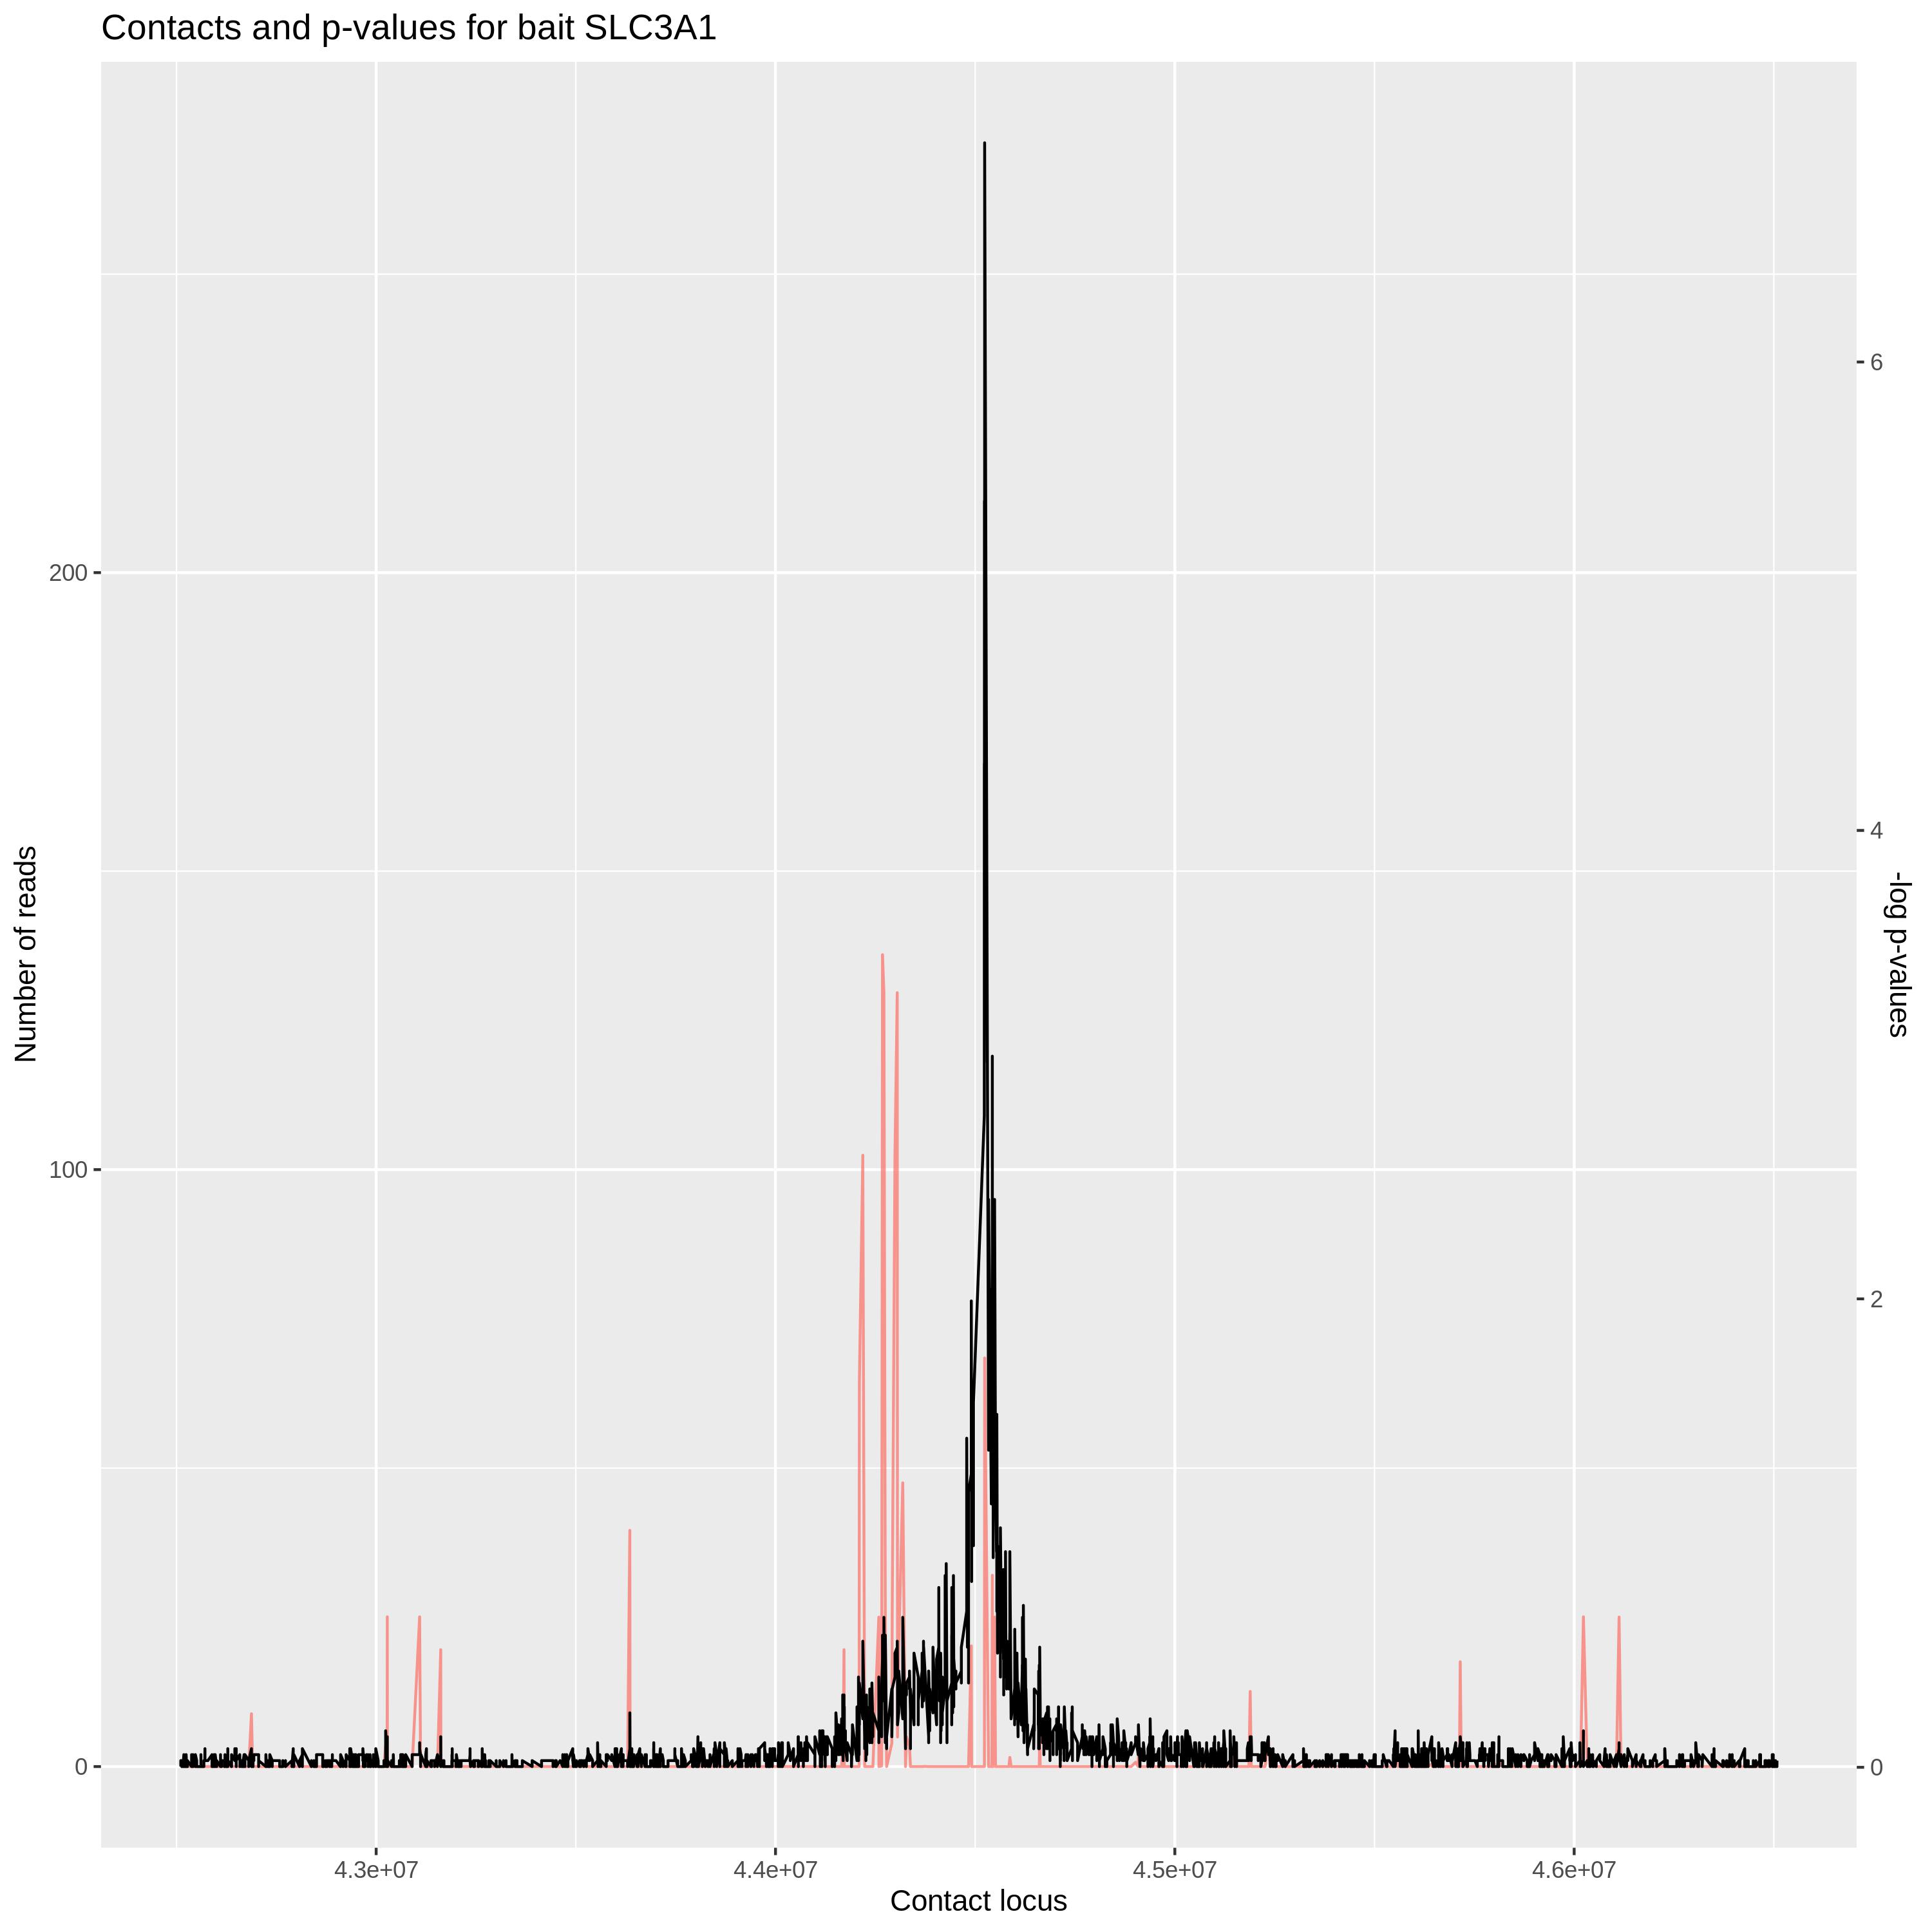 Contacts and p-values for bait SLC3A1
Number of reads
200
100
0
6
4
2
0
-log p-values
4.3e+07
4.4e+07
4.5e+07
4.6e+07
Contact locus